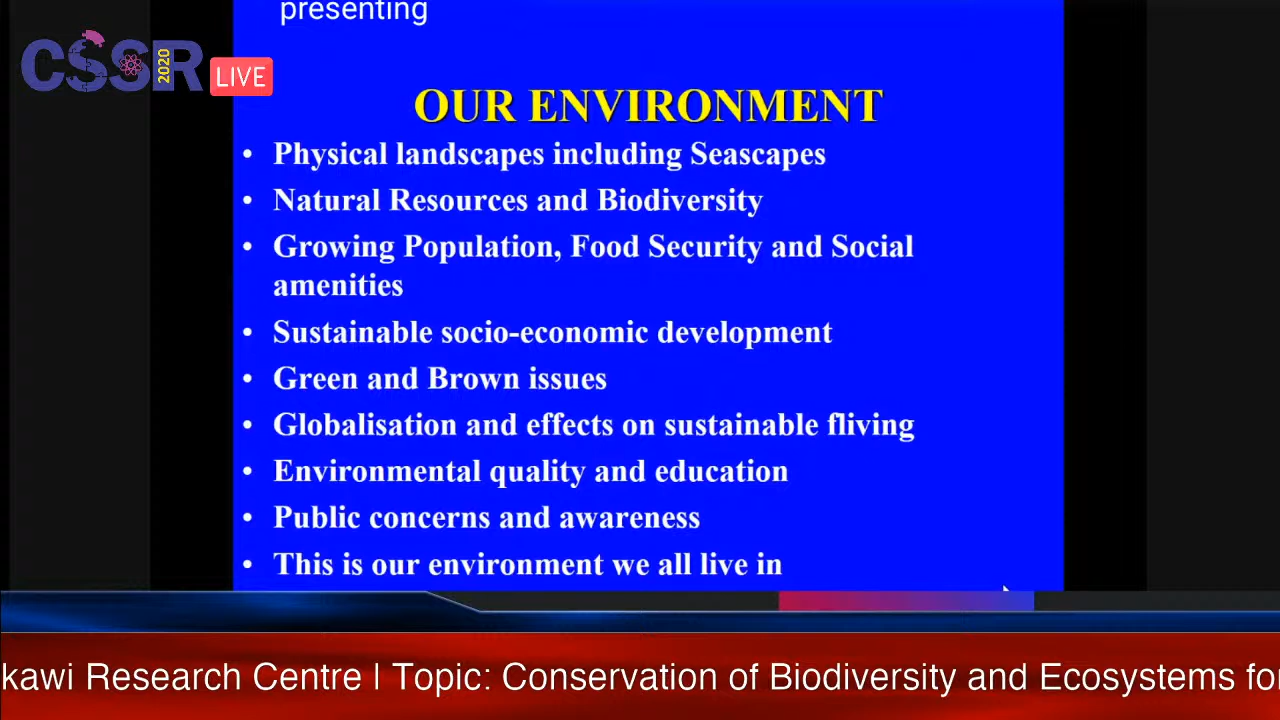 presenting
CSSR 2020
LIVE
OUR ENVIRONMENT
• Physical landscapes including Seascapes
• Natural Resources and Biodiversity
• Growing Population, Food Security and Social
amenities
• Sustainable socio-economic development
• Green and Brown issues
• Globalisation and effects on sustainable fliving
• Environmental quality and education
• Public concerns and awareness
• This is our environment we all live in
kawi Research Centre | Topic: Conservation of Biodiversity and Ecosystems for